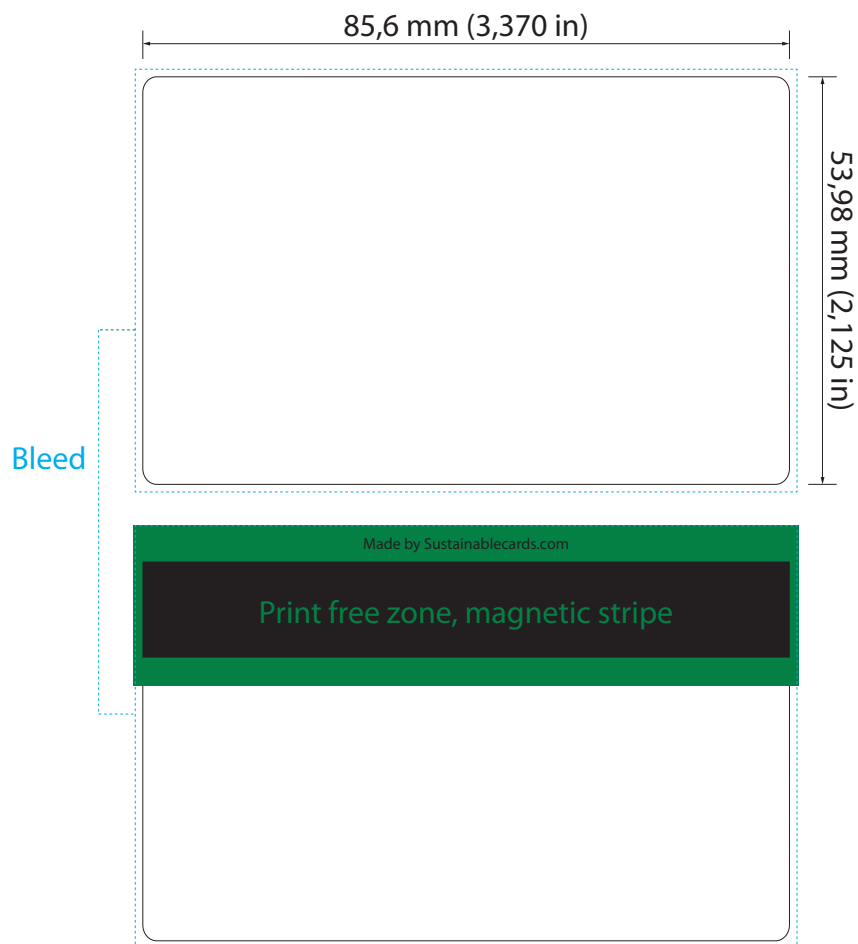 85,6 mm (3,370 in)
53,98 mm (2,125 in)
Bleed
Made by Sustainablecards.com
Print free zone, magnetic stripe